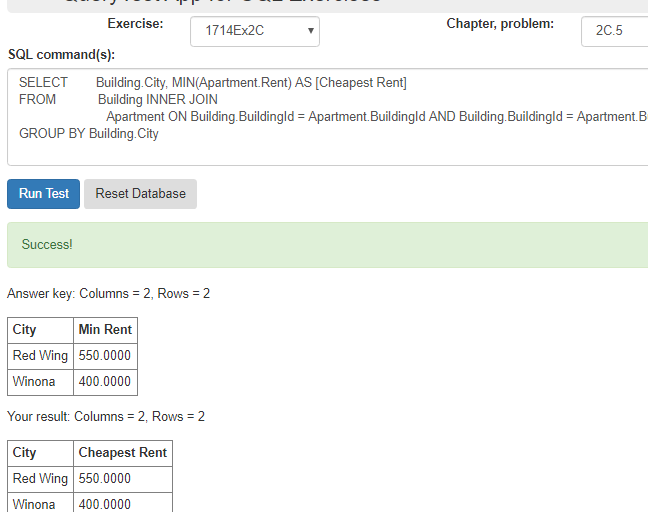 Exercise: 1714Ex2C Chapter, problem: 2C.5
SQL command(s):
SELECT Building.City, MIN(Apartment.Rent) AS [Cheapest Rent]
FROM Building INNER JOIN
Apartment ON Building.BuildingId = Apartment.BuildingId AND Building.BuildingId = Apartment.B
GROUP BY Building.City
Run Test Reset Database
Success!
Answer key: Columns = 2, Rows = 2
City Min Rent
Red Wing 550.0000
Winona 400.0000
Your result: Columns = 2, Rows = 2
City Cheapest Rent
Red Wing 550.0000
Winona 400.0000